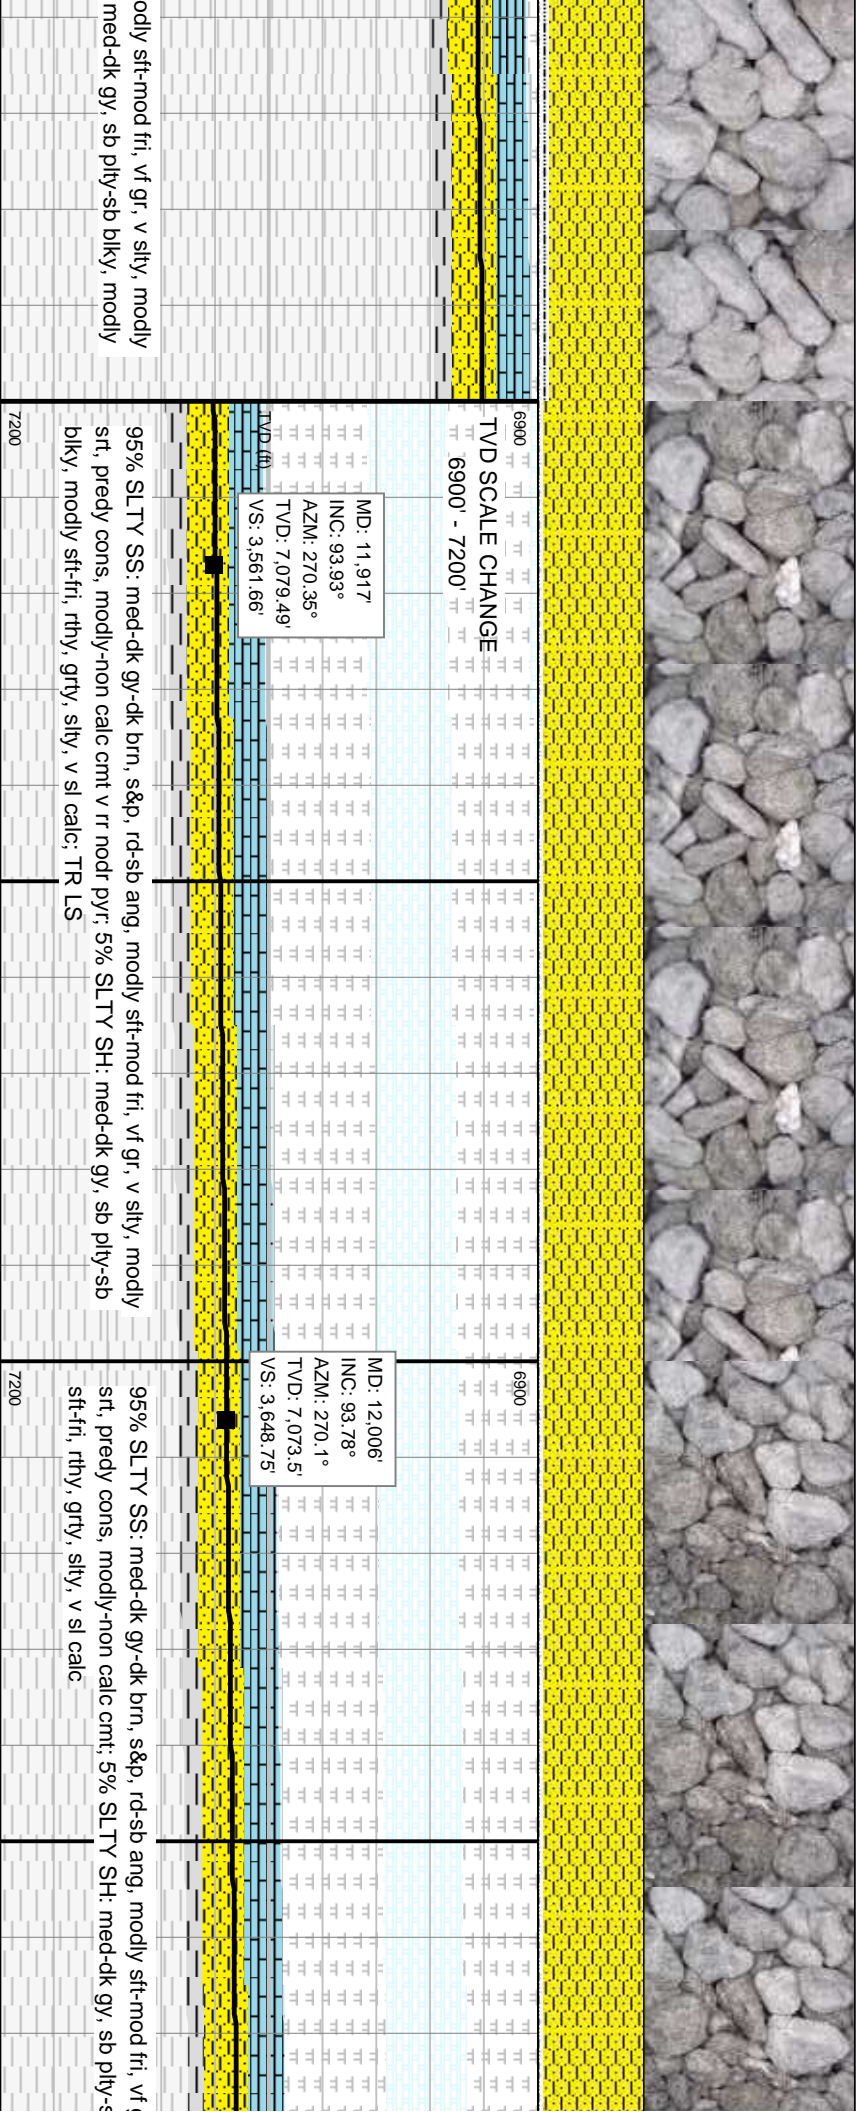 odly sft-mod fri, vf gr, v slty, modly
med-dk gy, sb plty-sb blky, modly
6900
TVD SCALE CHANGE
6900' - 7200'
TVD (ft)
7200
MD: 11,917'
INC: 93.93°
AZM: 270.35°
TVD: 7,079.49'
VS: 3,561.66'
95% SLTY SS: med-dk gy-dk brn, s&p, rd-sb ang, modly sft-mod fri, vf gr, v slty, modly
srt, predy cons, modly-non calc cmt v rr nodr pyr; 5% SLTY SH: med-dk gy, sb plty-sb
blky, modly sft-fri, rthy, grty, slty, v sl calc; TR LS
6900
7200
MD: 12,006'
INC: 93.78°
AZM: 270.1°
TVD: 7,073.5'
VS: 3,648.75'
95% SLTY SS: med-dk gy-dk brn, s&p, rd-sb ang, modly sft-mod fri, vf g
srt, predy cons, modly-non calc cmt; 5% SLTY SH: med-dk gy, sb plty-s
sft-fri, rthy, grty, slty, v sl calc